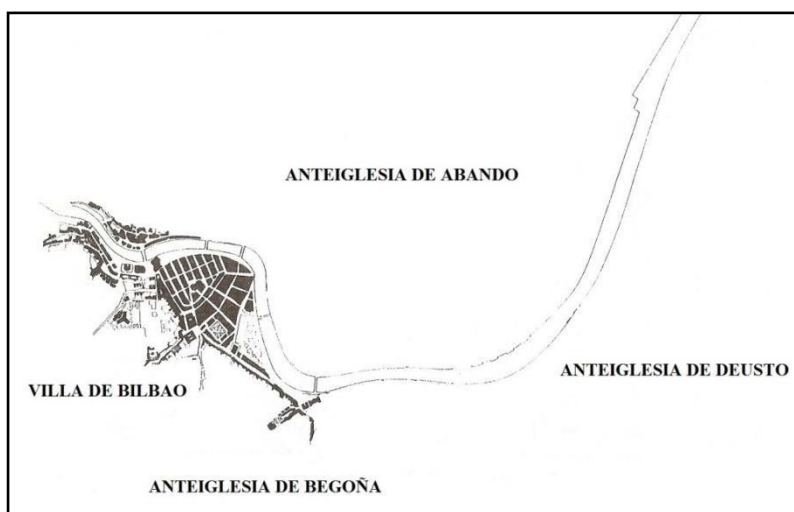 ANTEIGLESIA DE ABANDO
ANTEIGLESIA DE DEUSTO
VILLA DE BILBAO
ANTEIGLESIA DE BEGOÑA